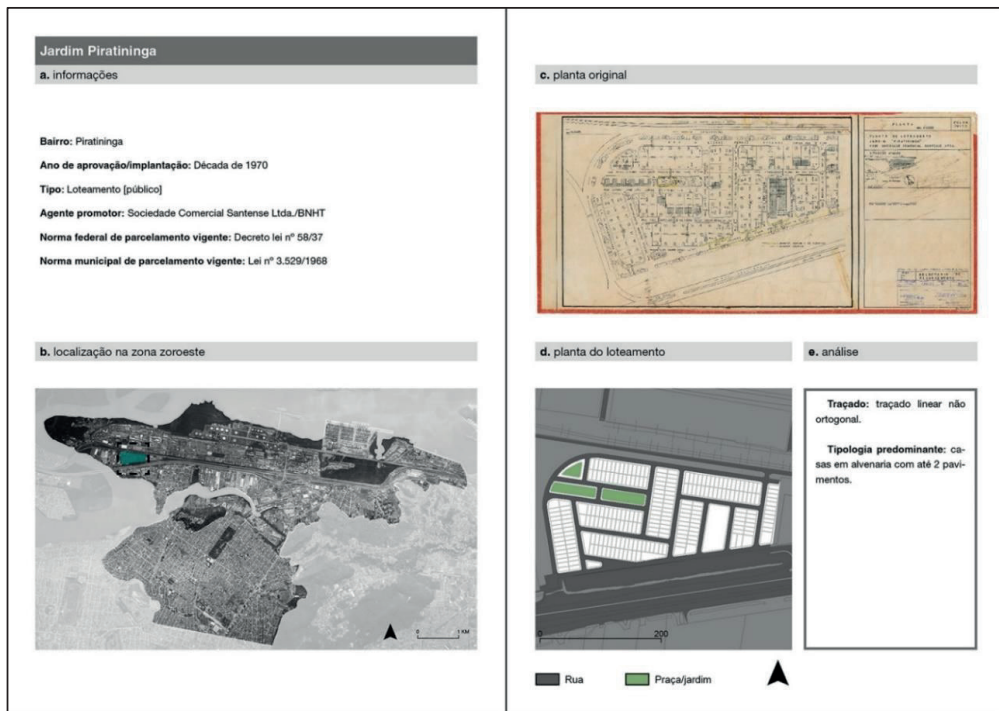 Jardim Piratininga
a. informações
Bairro: Piratininga
Ano de aprovação/implantação: Década de 1970
Tipo: Loteamento [público]
Agente promotor: Sociedade Comercial Santense Ltda./BNHT
Norma federal de parcelamento vigente: Decreto lei nº 58/37
Norma municipal de parcelamento vigente: Lei nº 3.529/1968
b. localização na zona zoroeste
0 1 KM
c. planta original
PLANTA
d. planta do loteamento
0 200
Rua
Praça/jardim
e. análise
Traçado: traçado linear não
ortogonal.
Tipologia predominante: ca-
sas em alvenaria com até 2 pavi-
mentos.